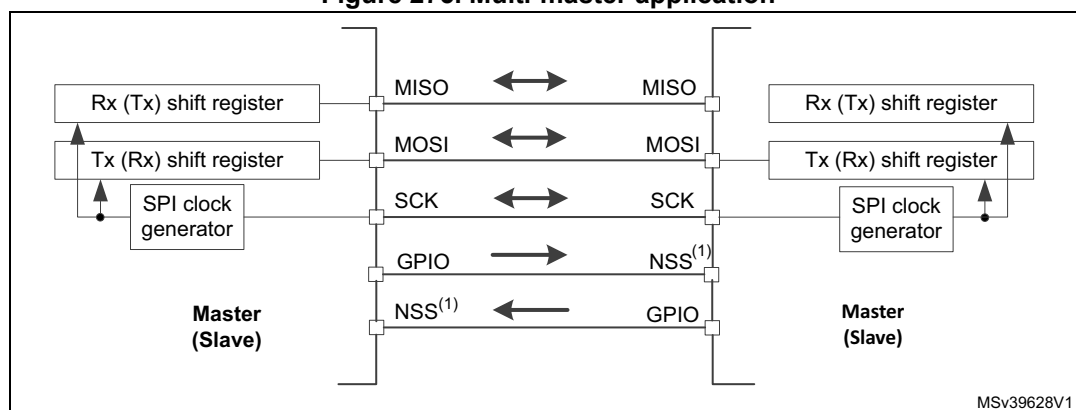 Figure 273. Multi-master application
MISO MISO
Rx (Tx) shift register Rx (Tx) shift register
MOSI MOSI
Tx (Rx) shift register Tx (Rx) shift register
SCK SCK
SPI clock
generator
SPI clock
generator
GPIO NSS(1)
NSS(1) GPIO
Master
(Slave)
Master
(Slave)
MSv39628V1